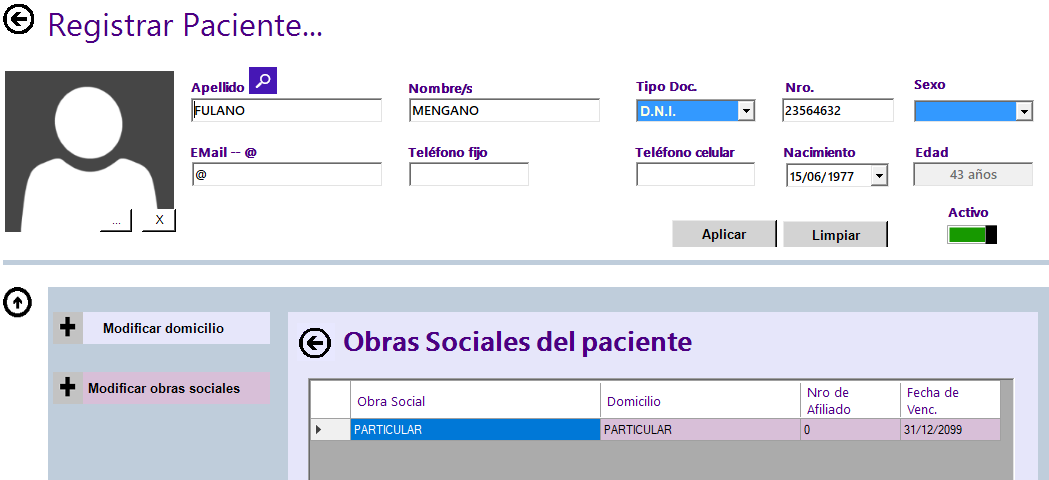 Registrar Paciente...
Apellido Nombre/s Tipo Doc. Nro. Sexo
FULANO MENGANO D.N.I. 23564632
EMail -- @ Teléfono fijo Teléfono celular Nacimiento Edad
@ 15/06/1977 43 años
... X
Activo
Aplicar Limpiar
Modificar domicilio
Modificar obras sociales
Obras Sociales del paciente
Obra Social Domicilio Nro de Afiliado Fecha de Venc.
PARTICULAR PARTICULAR 0 31/12/2099